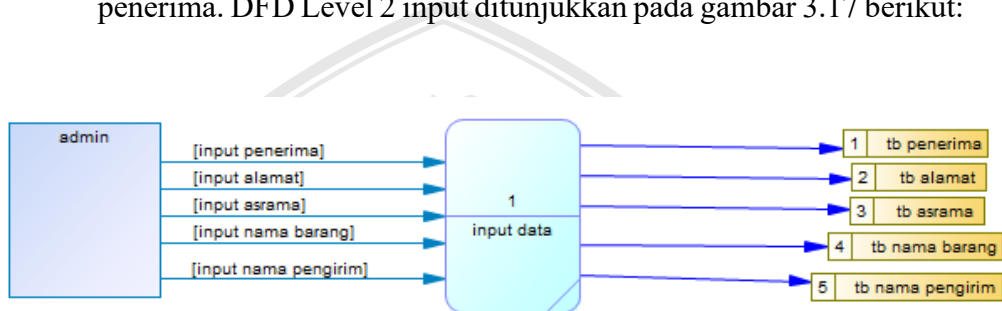 penerima. DFD Level 2 input ditunjukkan pada gambar 3.17 berikut:
admin
[input penerima]
[input alamat]
[input asrama]
[input nama barang]
[input nama pengirim]
1
input data
1 tb penerima
2 tb alamat
3 tb asrama
4 tb nama barang
5 tb nama pengirim